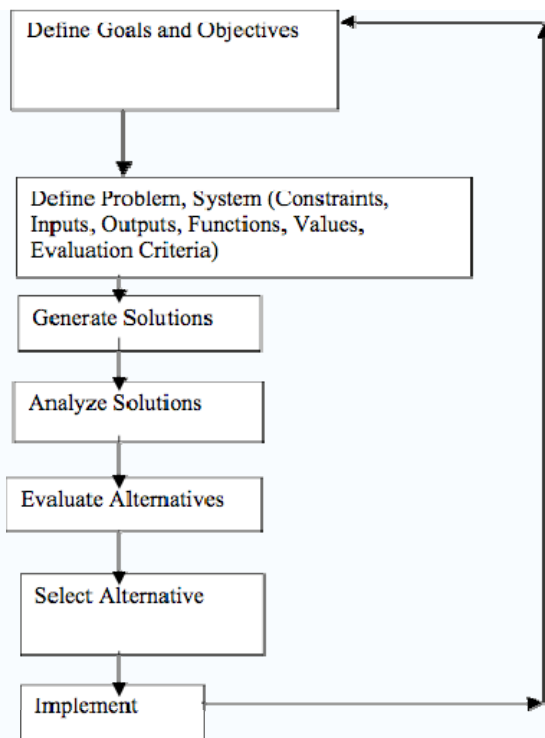 Define Goals and Objectives
Define Problem, System (Constraints,
Inputs, Outputs, Functions, Values,
Evaluation Criteria)
Generate Solutions
Analyze Solutions
Evaluate Alternatives
Select Alternative
Implement